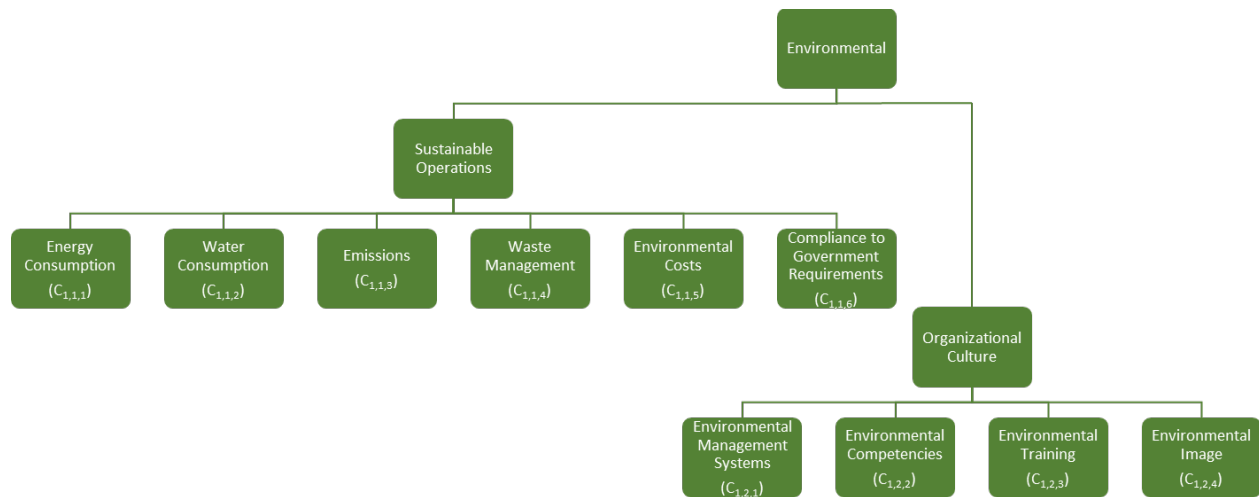 Environmental
Sustainable
Operations
Energy
Consumption
(C1,1,1)
Water
Consumption
(C1,1,2)
Emissions
(C1,1,3)
Waste
Management
(C1,1,4)
Environmental
Costs
(C1,1,5)
Compliance to
Government
Requirements
(C1,1,6)
Organizational
Culture
Environmental
Management
Systems
(C1,2,1)
Environmental
Competencies
(C1,2,2)
Environmental
Training
(C1,2,3)
Environmental
Image
(C1,2,4)